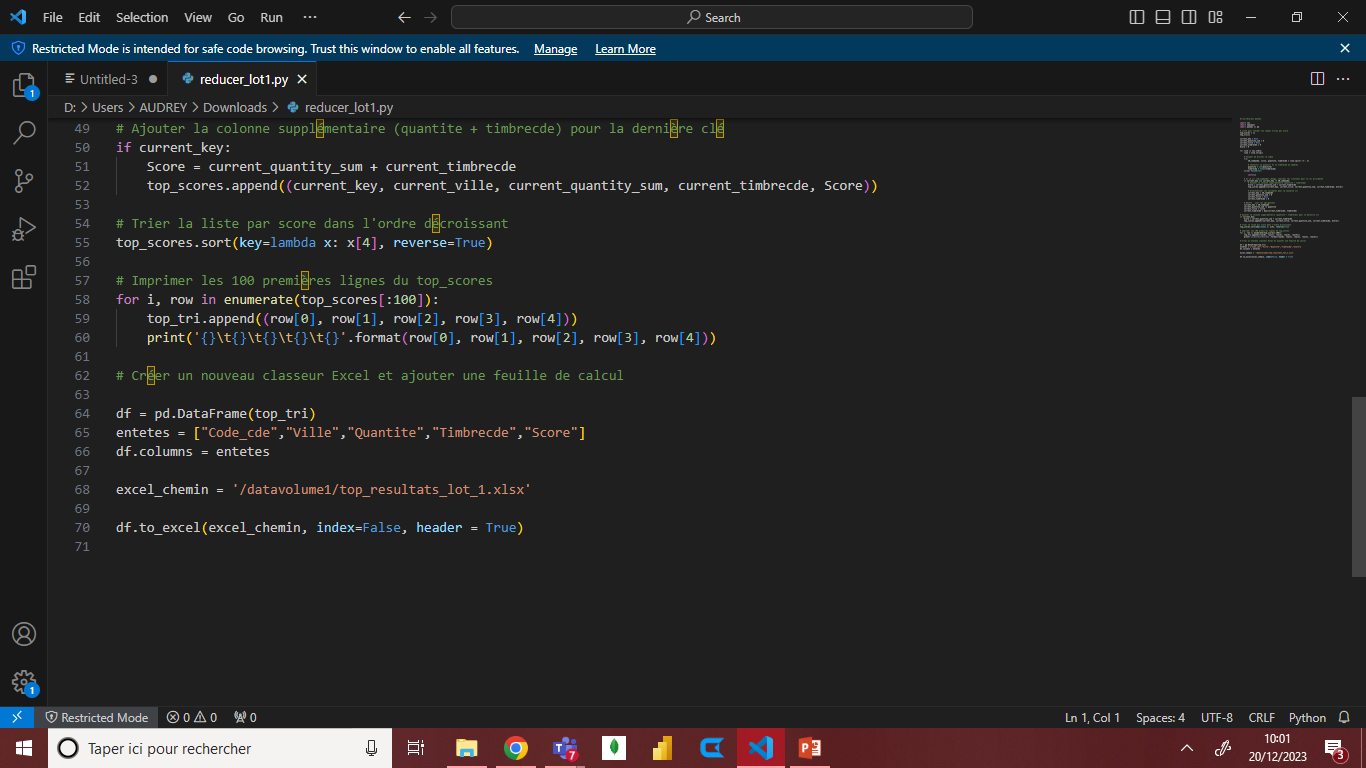 File Edit Selection View Go Run ··· Search
Restricted Mode is intended for safe code browsing. Trust this window to enable all features. Manage Learn More
Untitled-3 reducer_lot1.py
D: > Users > AUDREY > Downloads > reducer_lot1.py
49 # Ajouter la colonne supplémentaire (quantite + timbrecde) pour la dernière clé
50 if current_key:
51 Score = current_quantity_sum + current_timbrecde
52 top_scores.append((current_key, current_ville, current_quantity_sum, current_timbrecde, Score))
53
54 # Trier la liste par score dans l'ordre décroissant
55 top_scores.sort(key=lambda x: x[4], reverse=True)
56
57 # Imprimer les 100 premières lignes du top_scores
58 for i, row in enumerate(top_scores[:100]):
59 top_tri.append((row[0], row[1], row[2], row[3], row[4]))
60 print('{}\t{}\t{}\t{}\t{}'.format(row[0], row[1], row[2], row[3], row[4]))
61
62 # Créer un nouveau classeur Excel et ajouter une feuille de calcul
63
64 df = pd.DataFrame(top_tri)
65 entetes = ["Code_cde","Ville","Quantite","Timbrecde","Score"]
66 df.columns = entetes
67
68 excel_chemin = '/datavolume1/top_resultats_lot_1.xlsx'
69
70 df.to_excel(excel_chemin, index=False, header = True)
71
1
1
Restricted Mode 0 0 0 Ln 1, Col 1 Spaces: 4 UTF-8 CRLF Python
Taper ici pour rechercher 7 10:01
20/12/2023 3